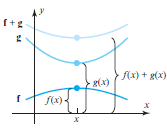 y
f + g
g
f(x) + g(x)
g(x)
f
f(x)
x
x